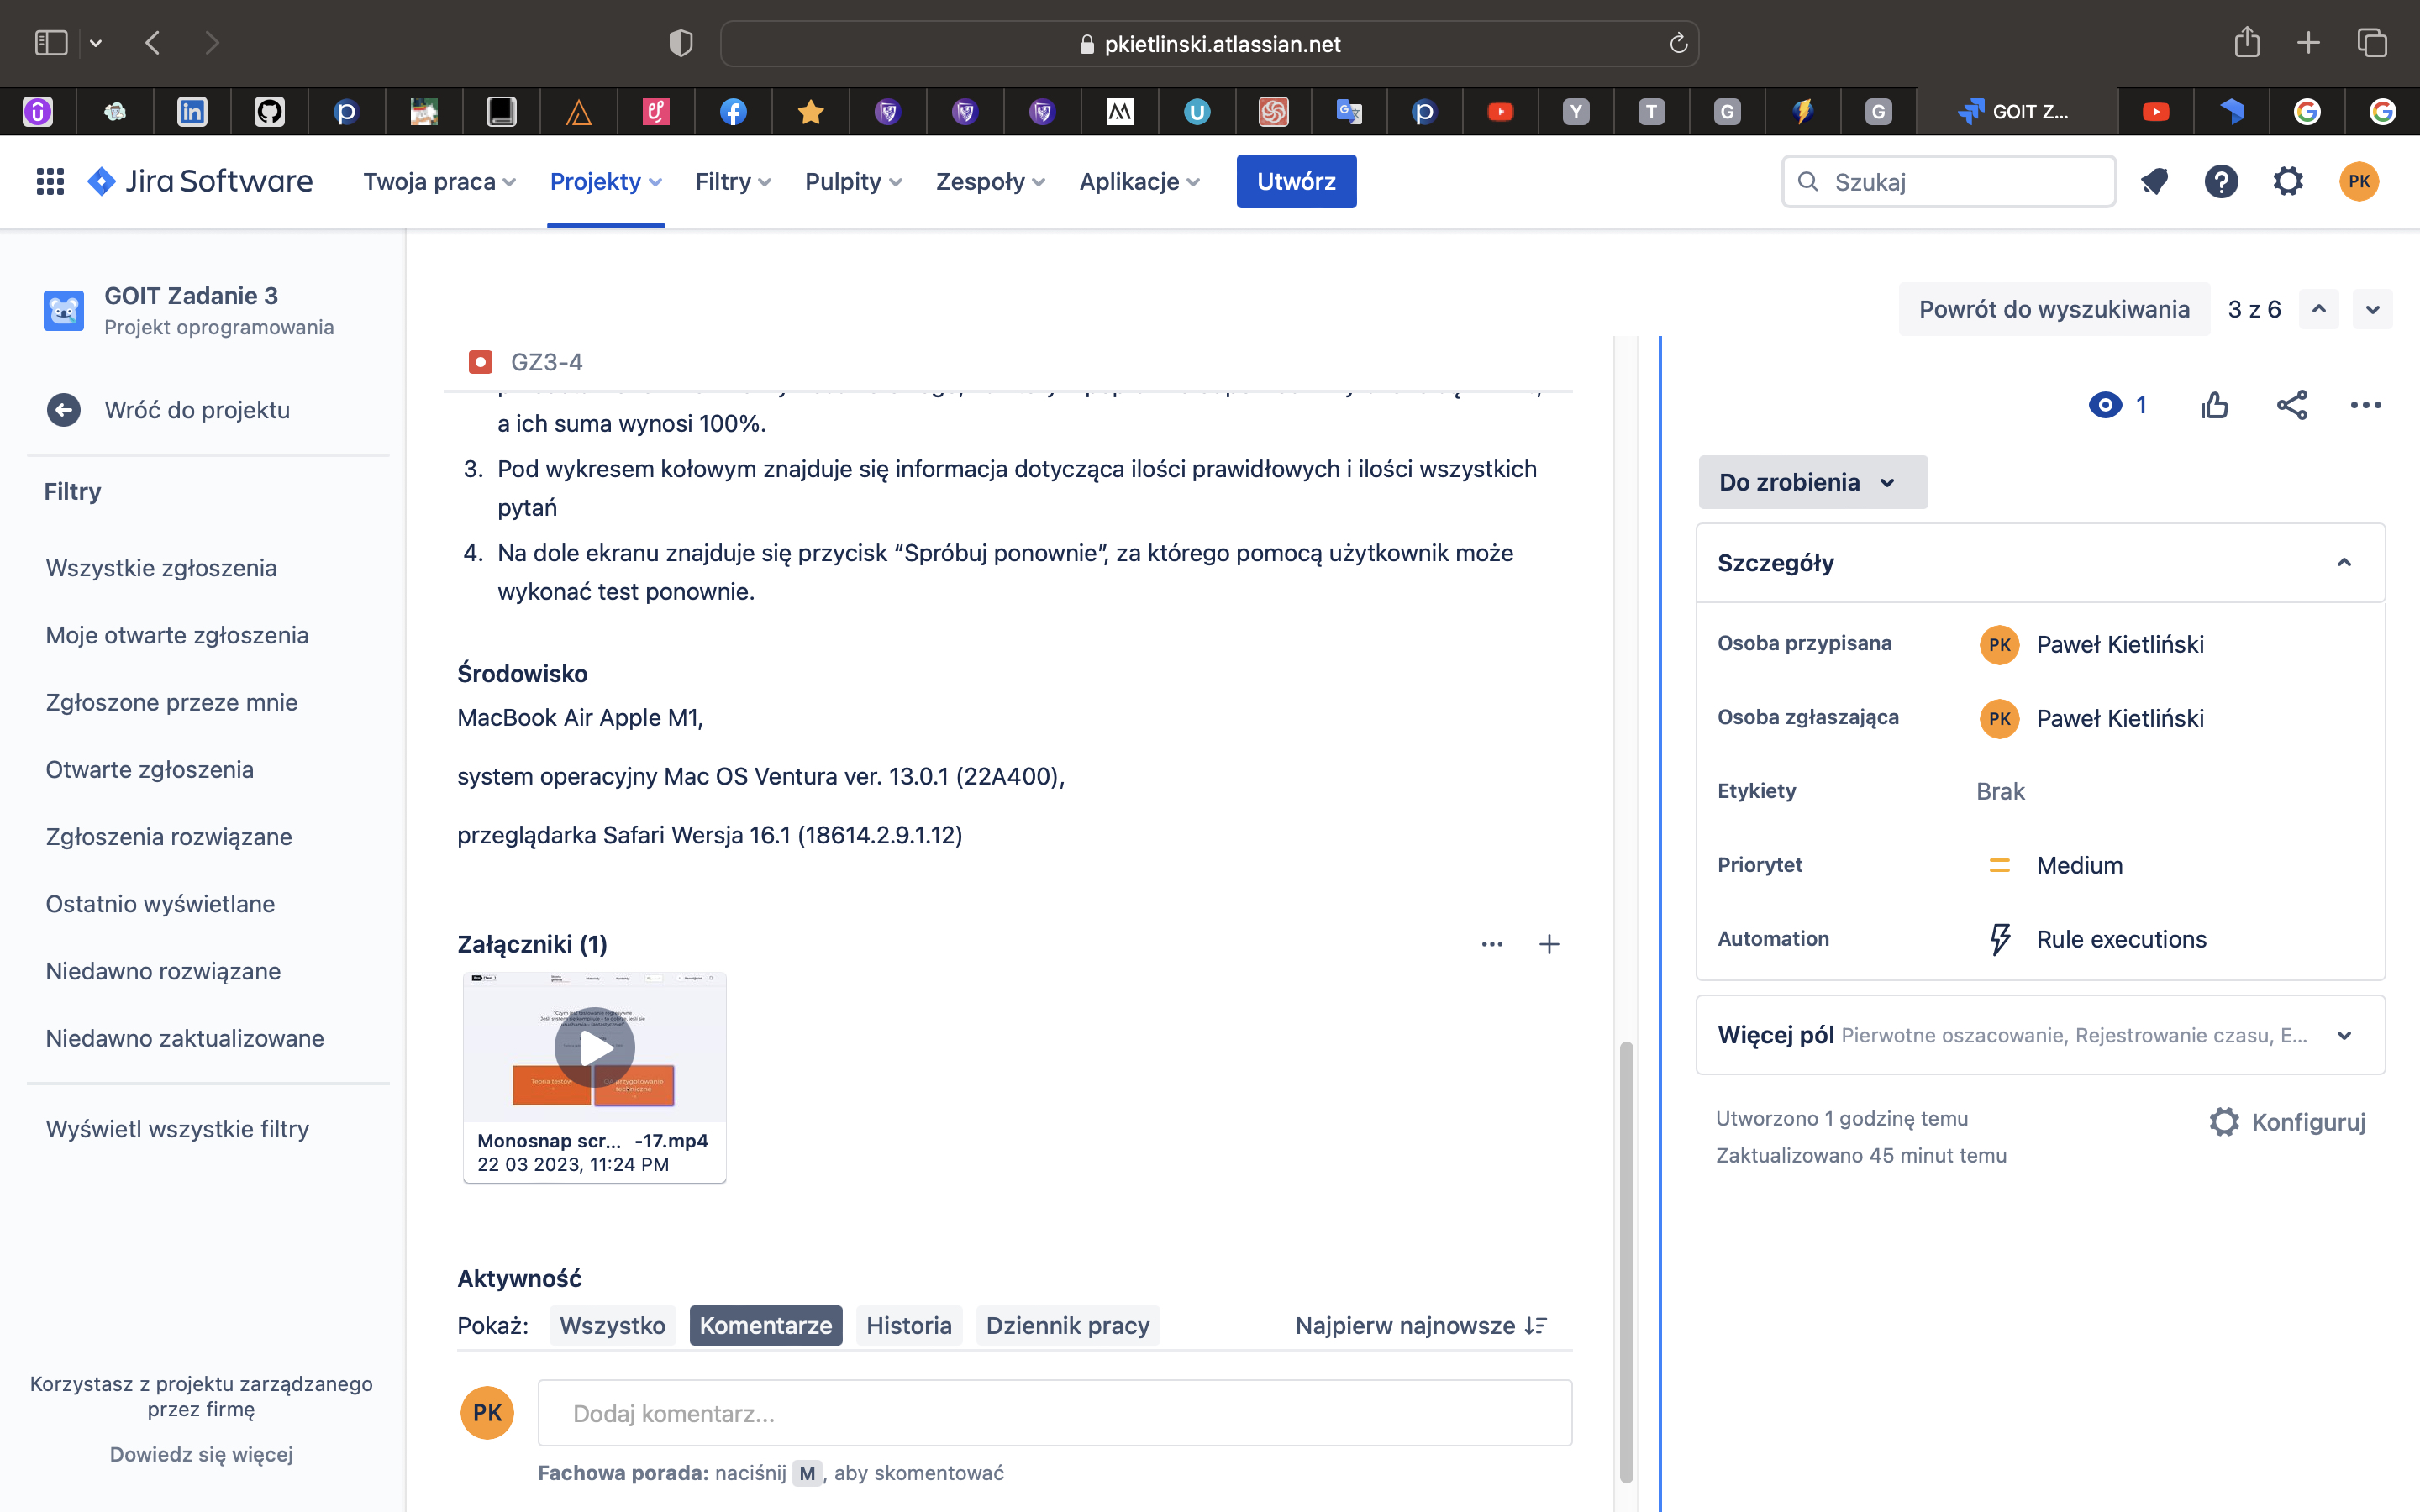 pkietlinski.atlassian.net
GOIT Z...
Jira Software
Twoja praca
Projekty
Filtry
Pulpity
Zespoły
Aplikacje
Utwórz
Szukaj
PK
GOIT Zadanie 3
Projekt oprogramowania
Wróć do projektu
Filtry
Wszystkie zgłoszenia
Moje otwarte zgłoszenia
Zgłoszone przeze mnie
Otwarte zgłoszenia
Zgłoszenia rozwiązane
Ostatnio wyświetlane
Niedawno rozwiązane
Niedawno zaktualizowane
Wyświetl wszystkie filtry
Korzystasz z projektu zarządzanego
przez firmę
Dowiedz się więcej
Powrót do wyszukiwania
3 z 6
GZ3-4
a ich suma wynosi 100%.
3. Pod wykresem kołowym znajduje się informacja dotycząca ilości prawidłowych i ilości wszystkich
pytań
4. Na dole ekranu znajduje się przycisk “Spróbuj ponownie”, za którego pomocą użytkownik może
wykonać test ponownie.
Środowisko
MacBook Air Apple M1,
system operacyjny Mac OS Ventura ver. 13.0.1 (22A400),
przeglądarka Safari Wersja 16.1 (18614.2.9.1.12)
Załączniki (1)
Monosnap scr... -17.mp4
22 03 2023, 11:24 PM
Aktywność
Pokaż:
Wszystko
Komentarze
Historia
Dziennik pracy
Najpierw najnowsze
PK
Dodaj komentarz...
Fachowa porada: naciśnij M, aby skomentować
1
Do zrobienia
Szczegóły
Osoba przypisana
PK Paweł Kietliński
Osoba zgłaszająca
PK Paweł Kietliński
Etykiety
Brak
Priorytet
Medium
Automation
Rule executions
Więcej pól Pierwotne oszacowanie, Rejestrowanie czasu, E...
Utworzono 1 godzinę temu
Zaktualizowano 45 minut temu
Konfiguruj